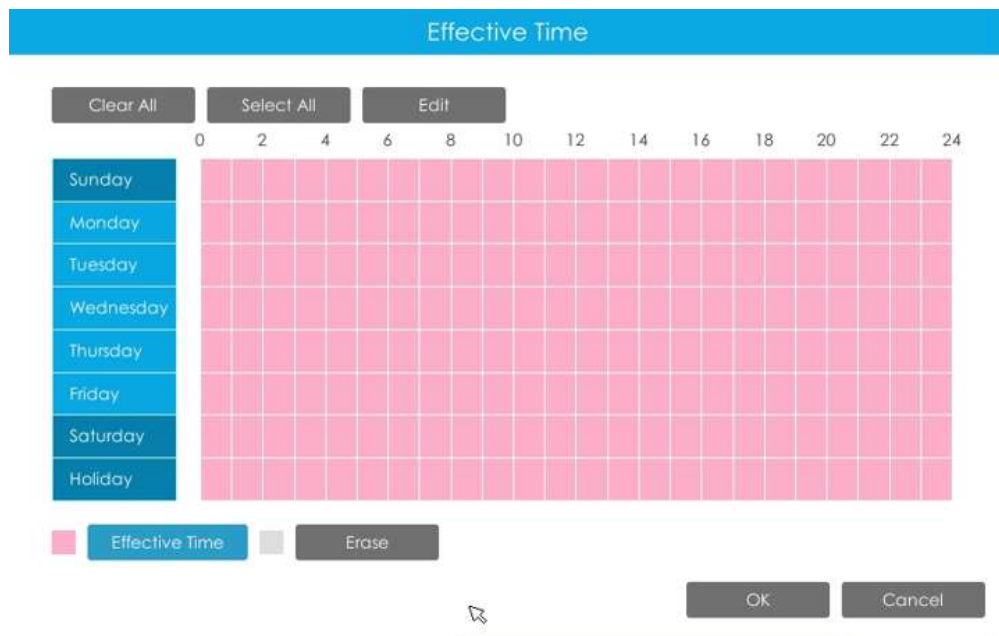 Effective Time
Clear All Select All Edit
0 2 4 6 8 10 12 14 16 18 20 22 24
Sunday
Monday
Tuesday
Wednesday
Thursday
Friday
Saturday
Holiday
Effective Time Erase
OK Cancel